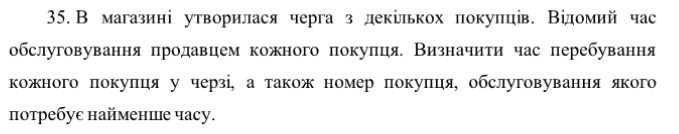 35. В магазині утворилася черга з декількох покупців. Відомий час
обслуговування продавцем кожного покупця. Визначити час перебування
кожного покупця у черзі, а також номер покупця, обслуговування якого
потребує найменше часу.